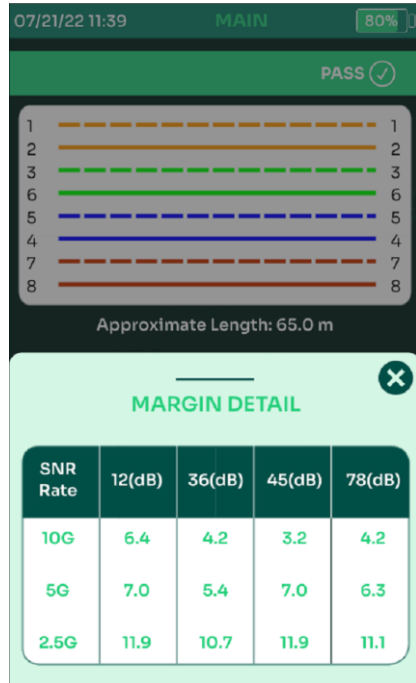 07/21/22 11:39 MAIN 80%
PASS
1 1
2 2
3 3
6 6
5 5
4 4
7 7
8 8
Approximate Length: 65.0 m
MARGIN DETAIL
SNR Rate 12(dB) 36(dB) 45(dB) 78(dB)
10G 6.4 4.2 3.2 4.2
5G 7.0 5.4 7.0 6.3
2.5G 11.9 10.7 11.9 11.1